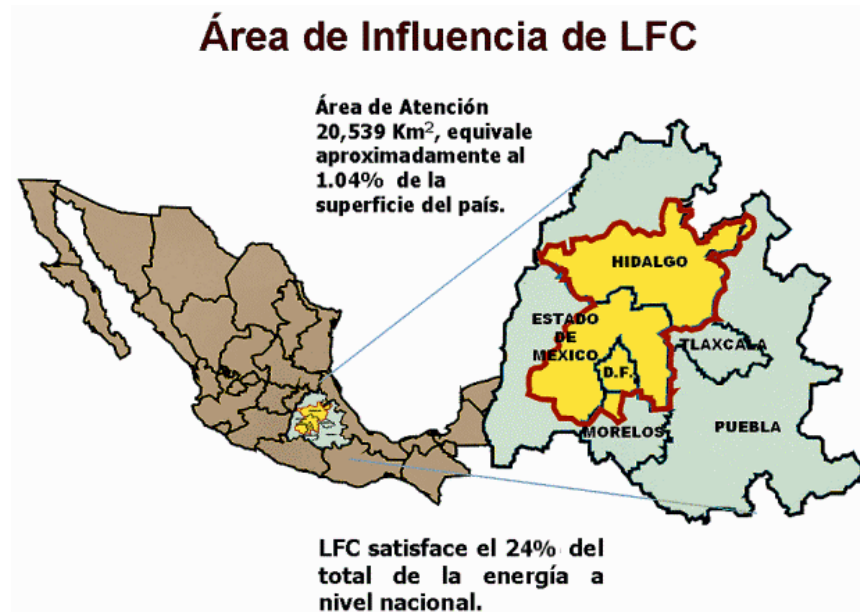 Área de Influencia de LFC
Área de Atención
20,539 Km², equivale
aproximadamente al
1.04% de la
superficie del país.
HIDALGO
ESTADO
DE
MEXICO
TLAXCALA
D.F.
MORELOS
PUEBLA
LFC satisface el 24% del
total de la energía a
nivel nacional.